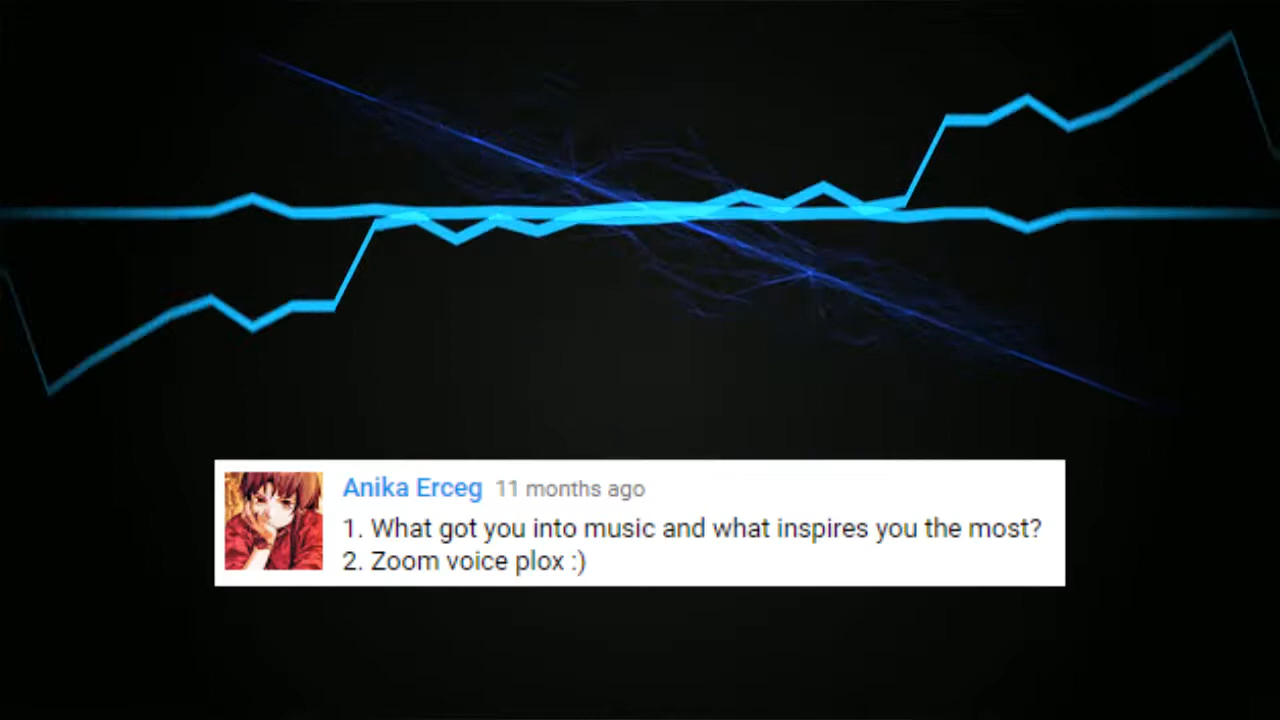 Anika Erceg 11 months ago
1. What got you into music and what inspires you the most?
2. Zoom voice plox :)